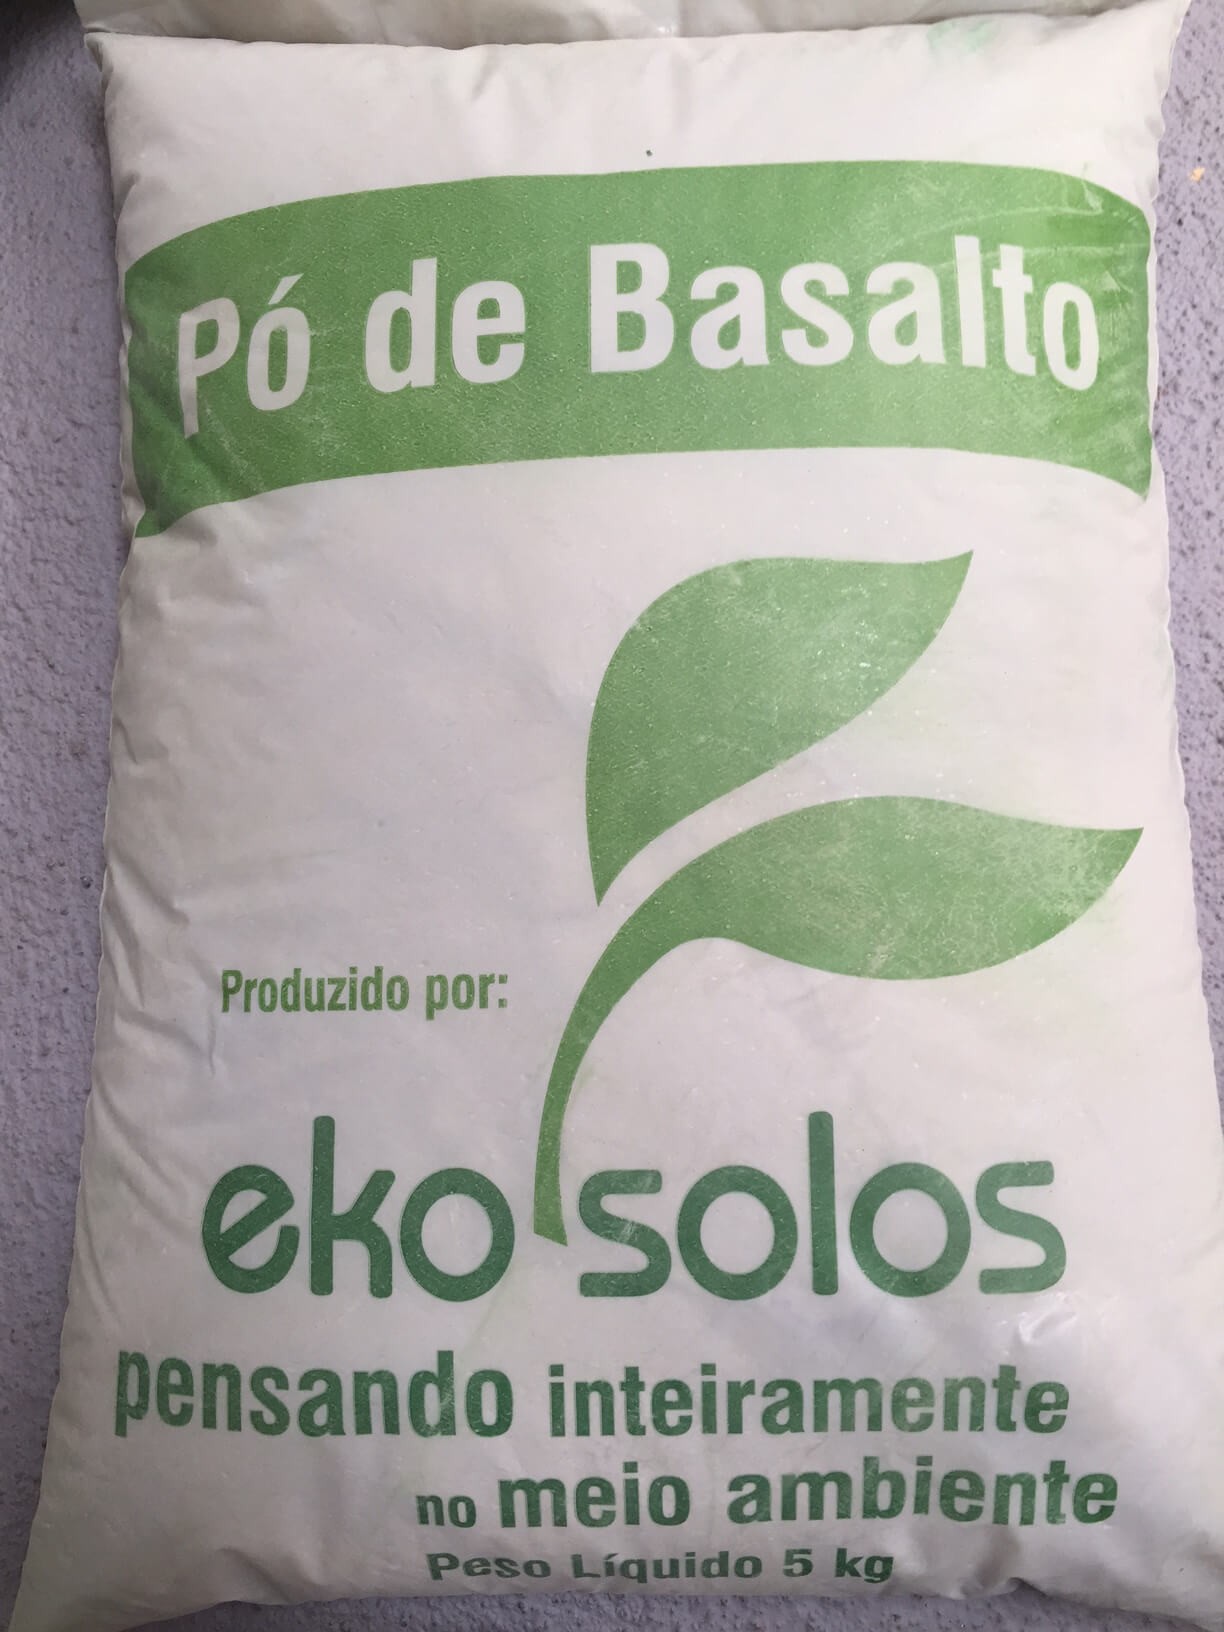 Pó de Basalto
Produzido por:
eko solos
pensando inteiramente
no meio ambiente
Peso Líquido 5 kg